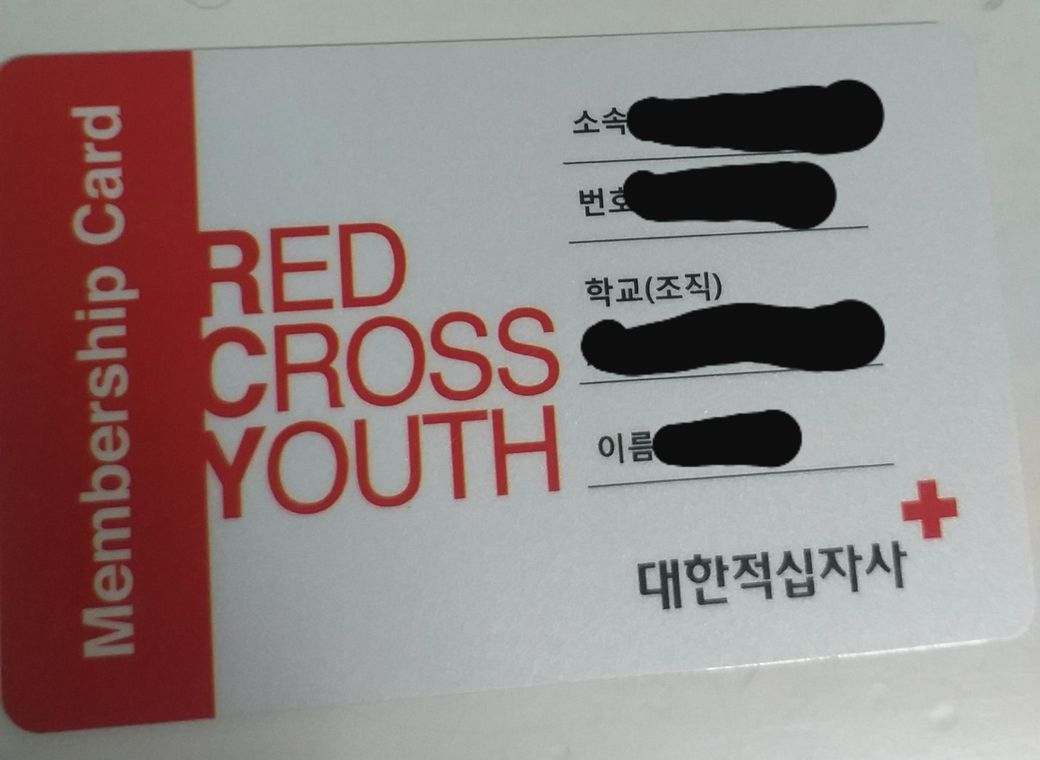 Membership Card
RED
CROSS
YOUTH
소속
번호
학교(조직)
이름
대한적십자사